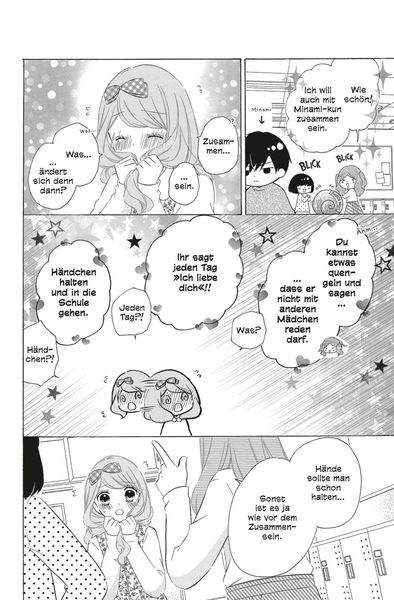 Wie
schön!
Ich will
auch mit
Minami-kun
zusammen
sein.
Minami
BLICK
BLICK
Zusam-
men...
...
sein.
Was...
...
ändert
sich denn
dann?
Ähm...
Du
kannst
etwas
quen-
geln und
sagen
...
...
dass er
nicht mit
anderen
Mädchen
reden
darf.
Was?
Ihr sagt
jeden Tag
»Ich liebe
dich«!!
Jeden
Tag?!
Händchen
halten
und in die
Schule
gehen.
Händ-
chen?!
Hände
sollte man
schon
halten...
Sonst
ist es ja
wie vor dem
Zusammen-
sein.